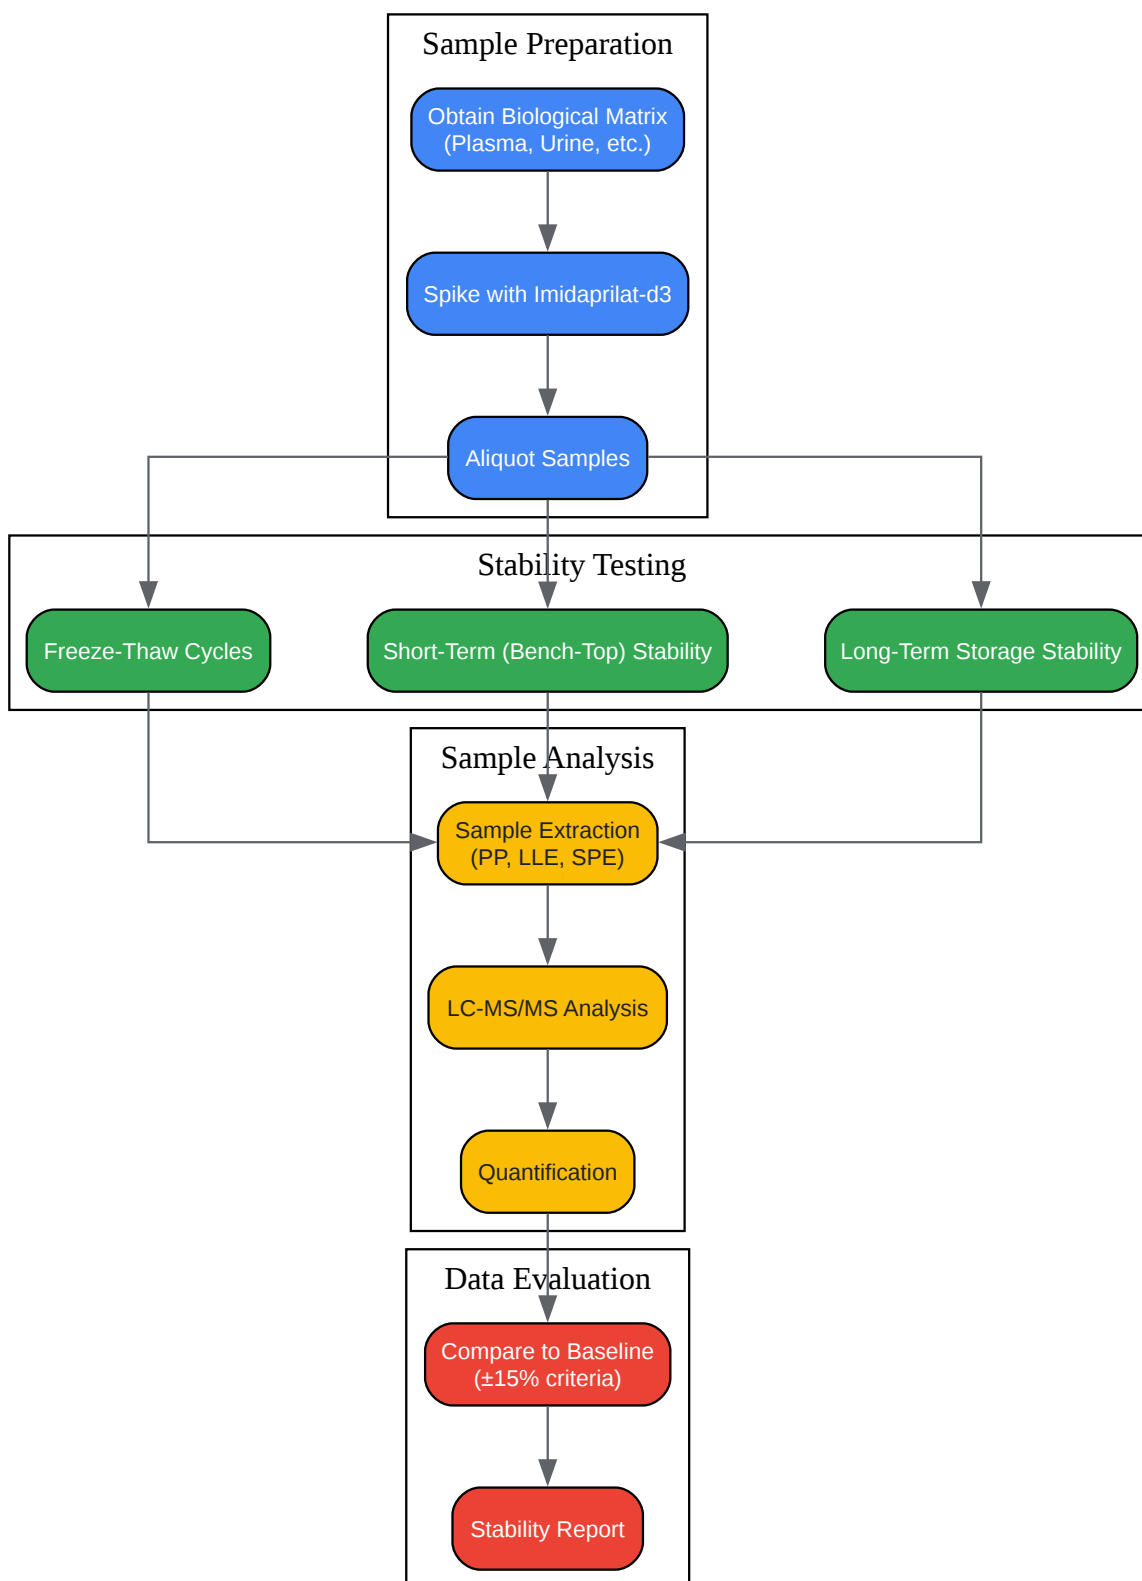 Sample Preparation
Obtain Biological Matrix
(Plasma, Urine, etc.)
Spike with Imidaprilat-d3
Aliquot Samples
Stability Testing
Freeze-Thaw Cycles
Short-Term (Bench-Top) Stability
Long-Term Storage Stability
Sample Analysis
Sample Extraction
(PP, LLE, SPE)
LC-MS/MS Analysis
Quantification
Data Evaluation
Compare to Baseline
(±15% criteria)
Stability Report